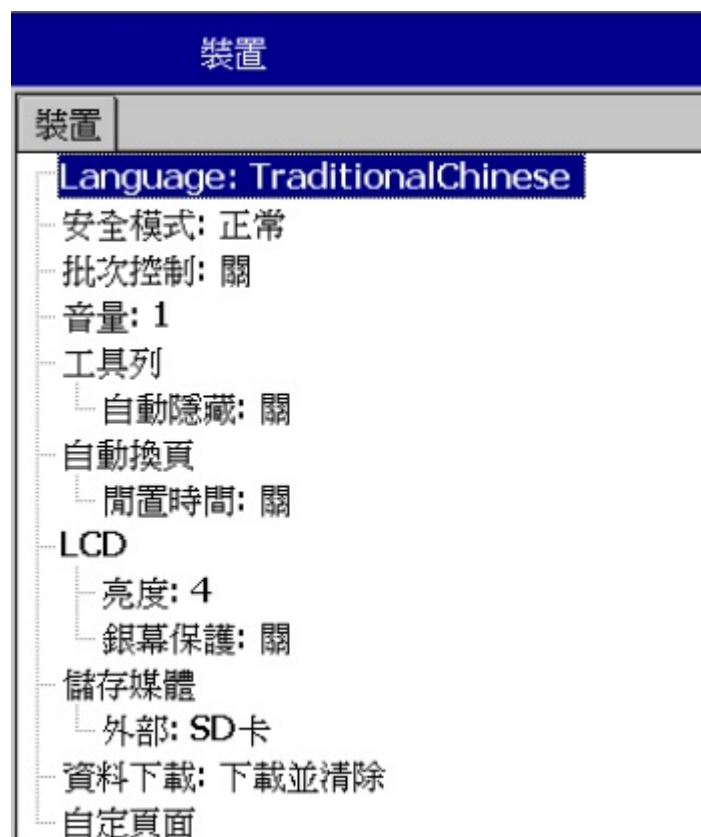 裝置
裝置
Language: TraditionalChinese
安全模式: 正常
批次控制: 關
音量: 1
工具列
自動隱藏: 關
自動換頁
閒置時間: 關
LCD
亮度: 4
銀幕保護: 關
儲存媒體
外部: SD卡
資料下載: 下載並清除
自定頁面